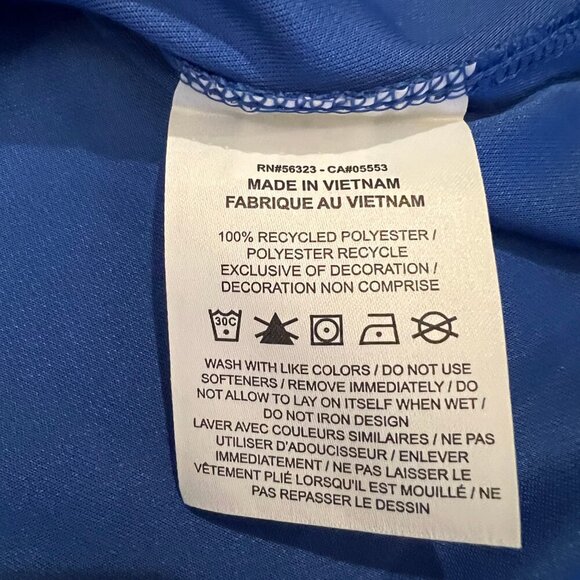 RN#56323 - CA#05553
MADE IN VIETNAM
FABRIQUE AU VIETNAM
100% RECYCLED POLYESTER /
POLYESTER RECYCLE
EXCLUSIVE OF DECORATION /
DECORATION NON COMPRISE
30C
WASH WITH LIKE COLORS / DO NOT USE
SOFTENERS / REMOVE IMMEDIATELY / DO
NOT ALLOW TO LAY ON ITSELF WHEN WET /
DO NOT IRON DESIGN
LAVER AVEC COULEURS SIMILAIRES / NE PAS
UTILISER D'ADOUCISSEUR / ENLEVER
IMMEDIATEMENT / NE PAS LAISSER LE
VÊTEMENT PLIÉ LORSQU'IL EST MOUILLÉ / NE
PAS REPASSER LE DESSIN